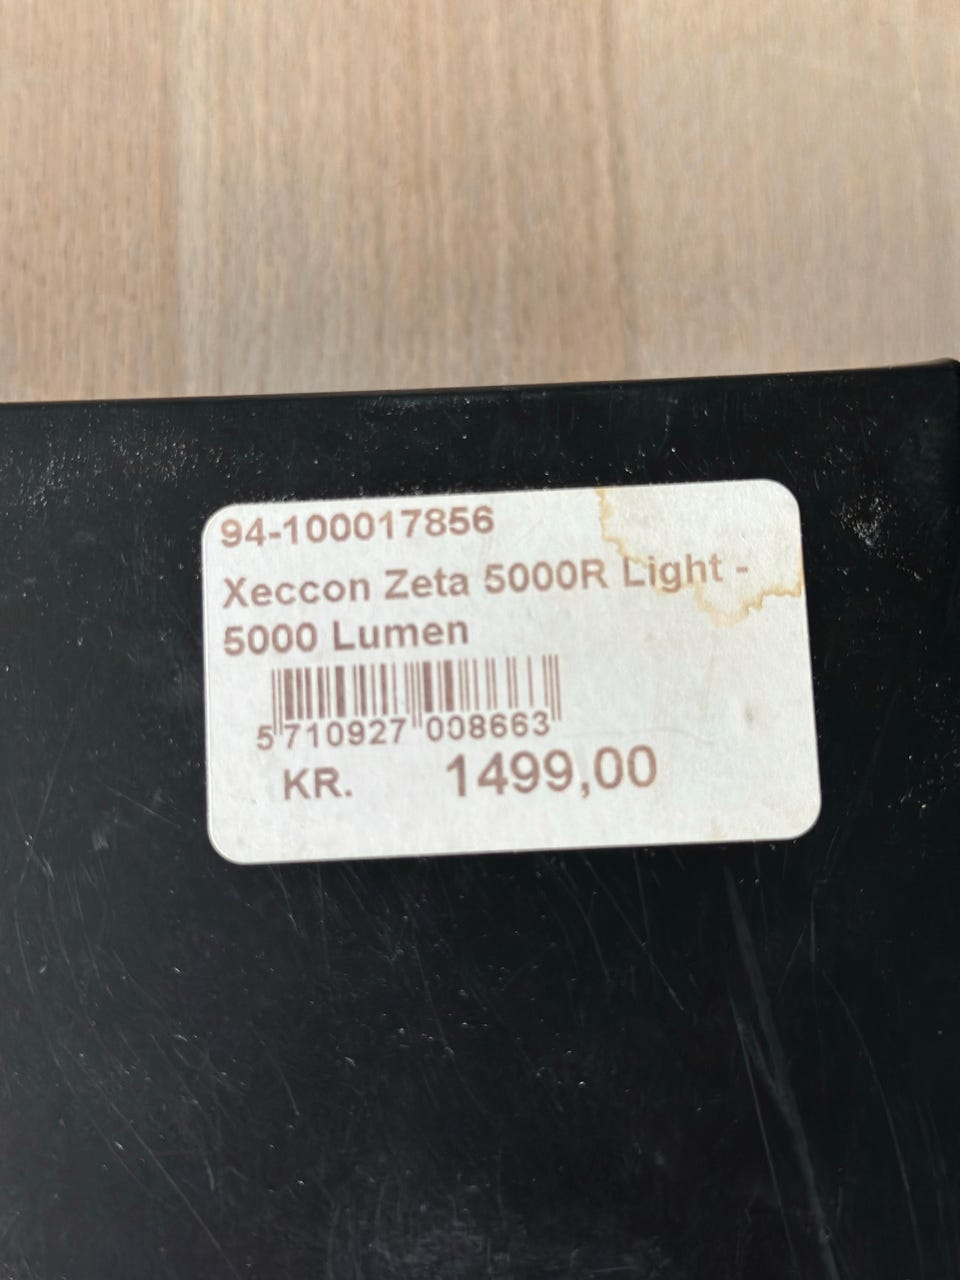 94-100017856
Xeccon Zeta 5000R Light -
5000 Lumen
5 710927 008663
KR. 1499,00